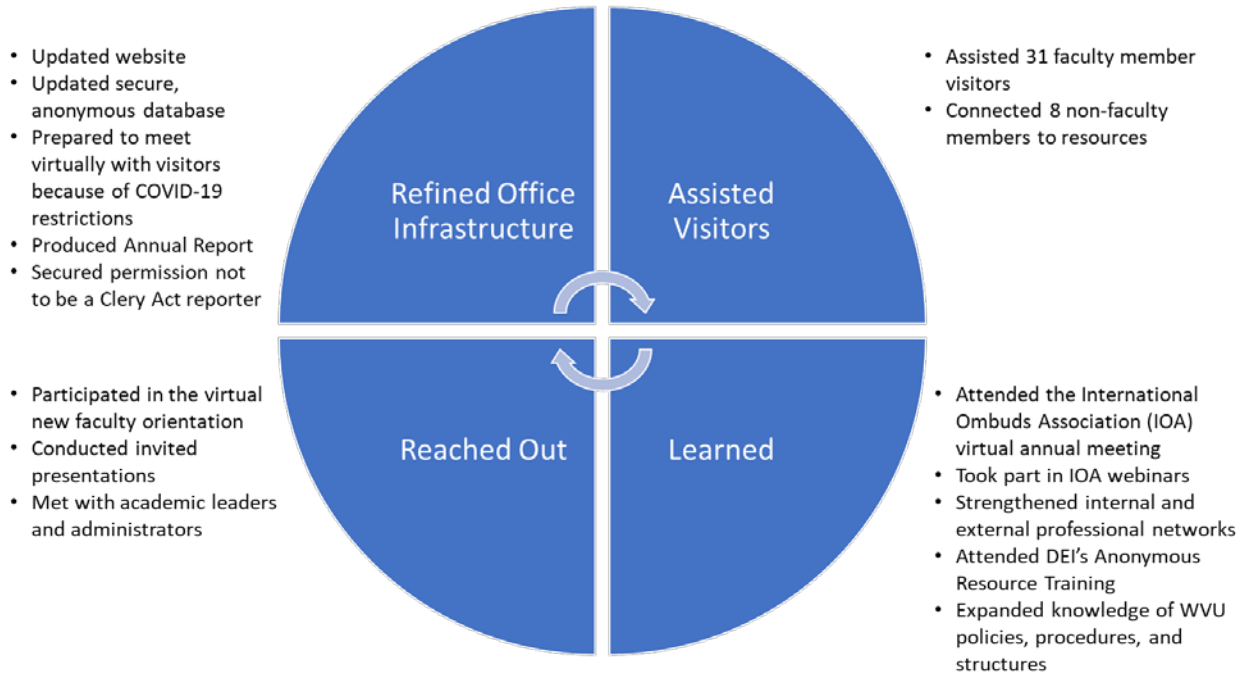 • Updated website
• Updated secure,
anonymous database
• Prepared to meet
virtually with visitors
because of COVID-19
restrictions
• Produced Annual Report
• Secured permission not
to be a Clery Act reporter
Refined Office
Infrastructure
Assisted
Visitors
• Assisted 31 faculty member
visitors
• Connected 8 non-faculty
members to resources
• Participated in the virtual
new faculty orientation
• Conducted invited
presentations
• Met with academic leaders
and administrators
Reached Out
Learned
• Attended the International
Ombuds Association (IOA)
virtual annual meeting
• Took part in IOA webinars
• Strengthened internal and
external professional networks
• Attended DEI’s Anonymous
Resource Training
• Expanded knowledge of WVU
policies, procedures, and
structures